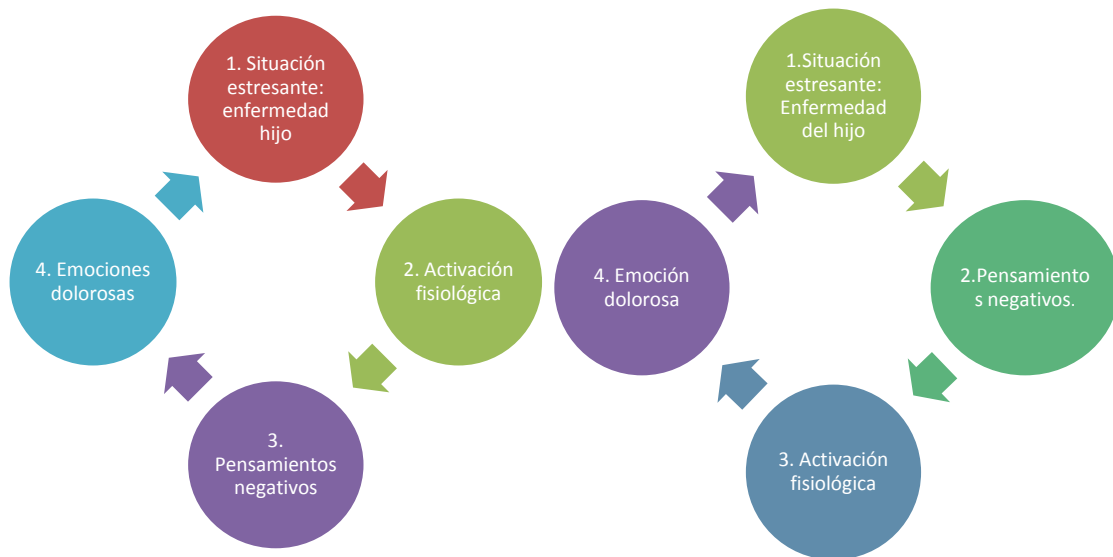 1. Situación
estresante:
enfermedad
hijo
2. Activación
fisiológica
3.
Pensamientos
negativos
4. Emociones
dolorosas
1.Situación
estresante:
Enfermedad
del hijo
2.Pensamiento
s negativos.
3. Activación
fisiológica
4. Emoción
dolorosa